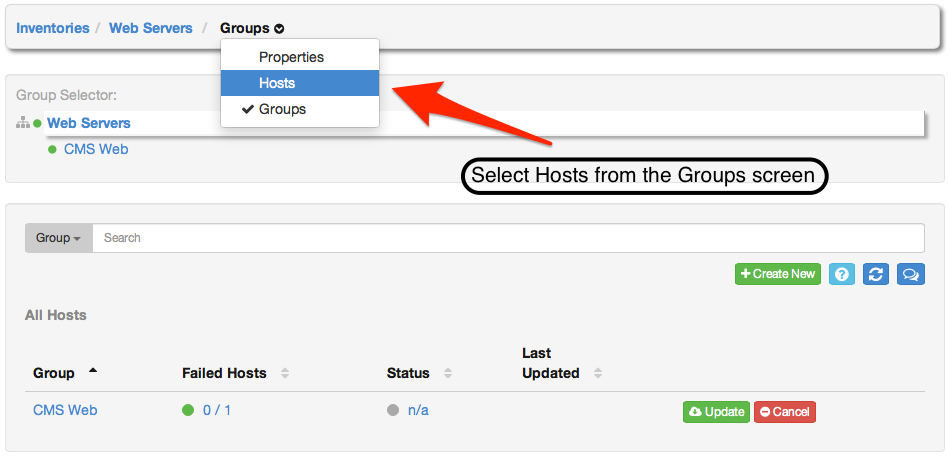 Inventories / Web Servers / Groups
Properties
Hosts
Groups
Group Selector:
Web Servers
CMS Web
Select Hosts from the Groups screen
Group Search
Create New ?
All Hosts
Group Failed Hosts Status Last Updated
CMS Web 0 / 1 n/a Update Cancel